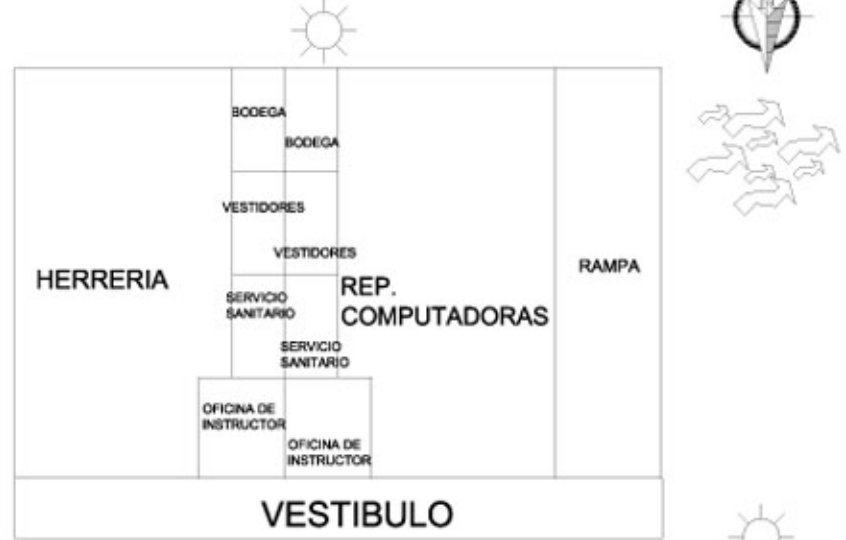 BODEGA
BODEGA
VESTIDORES
VESTIDORES
HERRERIA
SERVICIO
SANITARIO
REP.
COMPUTADORAS
RAMPA
SERVICIO
SANITARIO
OFICINA DE
INSTRUCTOR
OFICINA DE
INSTRUCTOR
VESTIBULO